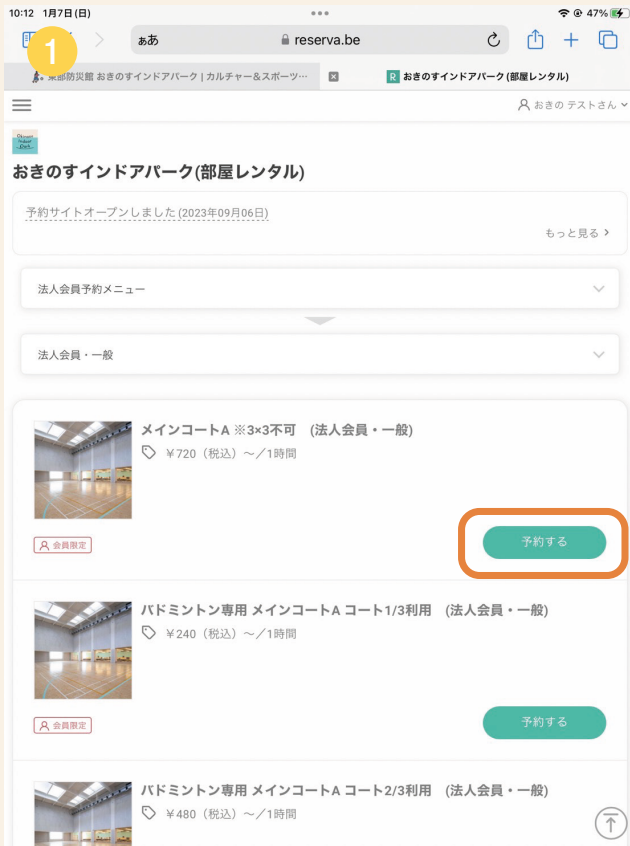 10:12 1月7日(日)
47%
1
ぁあ
reserva.be
東部防災館 おきのすインドアパーク | カルチャー＆スポーツ…
R おきのすインドアパーク(部屋レンタル)
おきの テストさん
おきのすインドアパーク(部屋レンタル)
予約サイトオープンしました(2023年09月06日)
もっと見る
法人会員予約メニュー
法人会員・一般
メインコートA ※3×3不可 (法人会員・一般)
￥720（税込）～／1時間
会員限定
予約する
バドミントン専用 メインコートA コート1/3利用 (法人会員・一般)
￥240（税込）～／1時間
会員限定
予約する
バドミントン専用 メインコートA コート2/3利用 (法人会員・一般)
￥480（税込）～／1時間